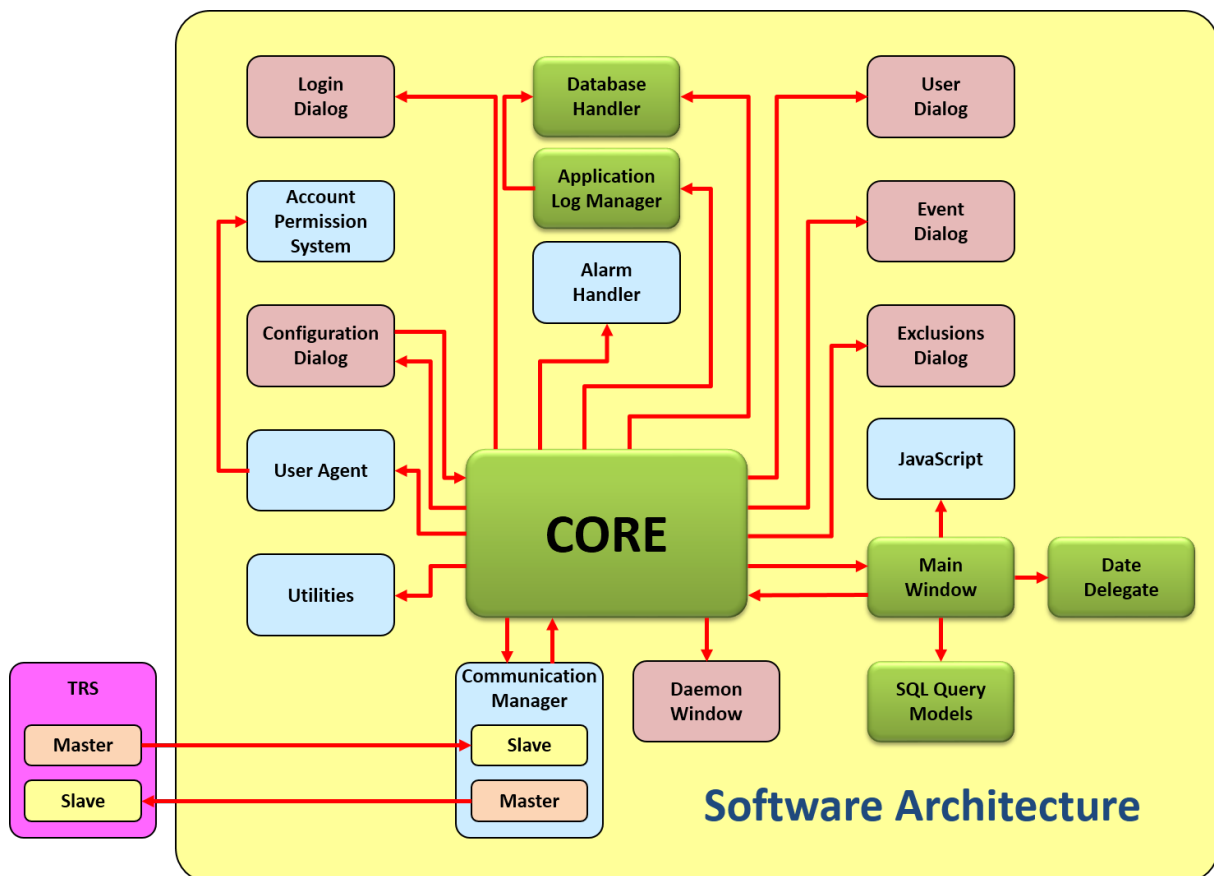 Login
Dialog
Database
Handler
User
Dialog
Application
Log Manager
Account
Permission
System
Event
Dialog
Alarm
Handler
Configuration
Dialog
Exclusions
Dialog
User Agent
JavaScript
CORE
Main
Window
Date
Delegate
Utilities
TRS
Master
Slave
Communication
Manager
Slave
Master
Daemon
Window
SQL Query
Models
Software Architecture